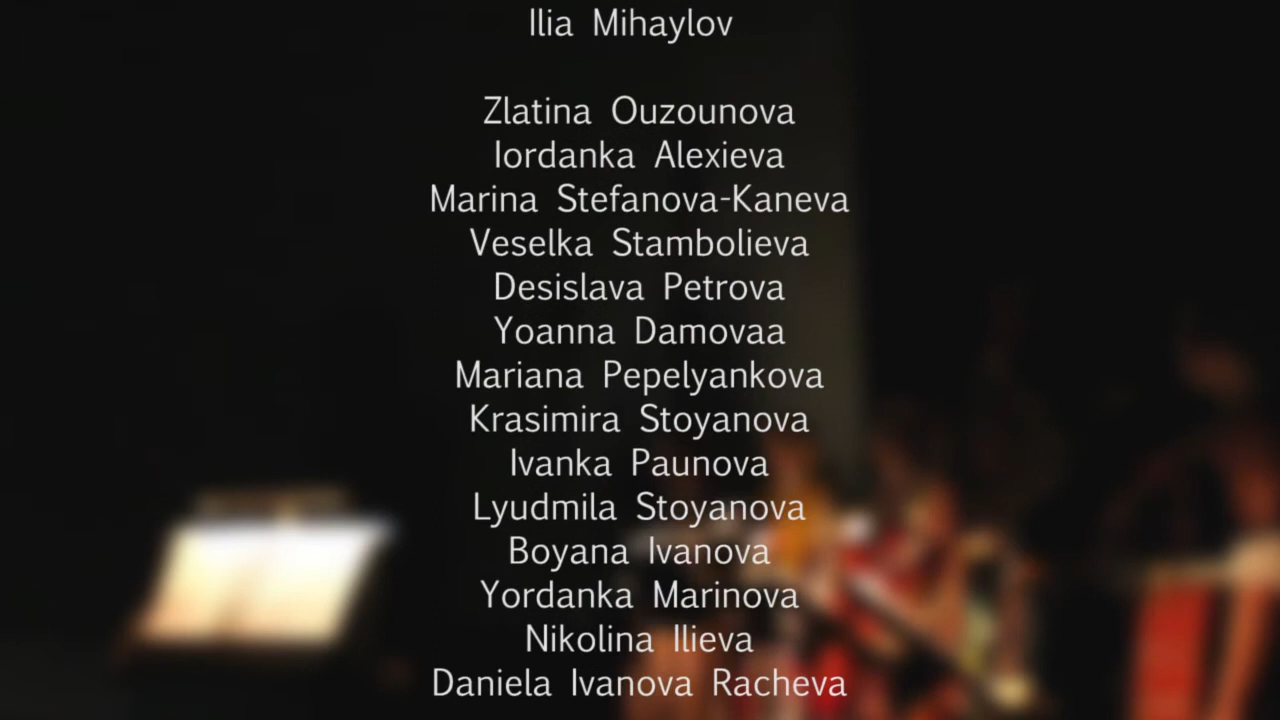 Ilia Mihaylov
Zlatina Ouzounova
Iordanka Alexieva
Marina Stefanova-Kaneva
Veselka Stambolieva
Desislava Petrova
Yoanna Damovaa
Mariana Pepelyankova
Krasimira Stoyanova
Ivanka Paunova
Lyudmila Stoyanova
Boyana Ivanova
Yordanka Marinova
Nikolina Ilieva
Daniela Ivanova Racheva